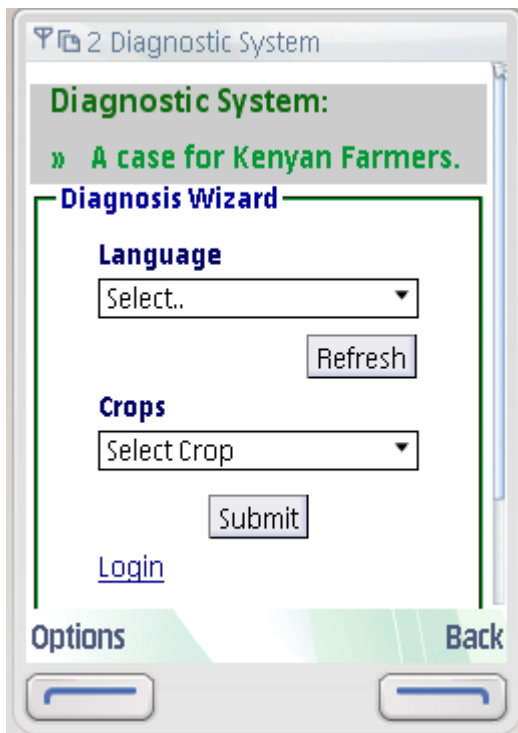 2 Diagnostic System
Diagnostic System:
» A case for Kenyan Farmers.
Diagnosis Wizard
Language
Select..
Refresh
Crops
Select Crop
Submit
Login
Options
Back